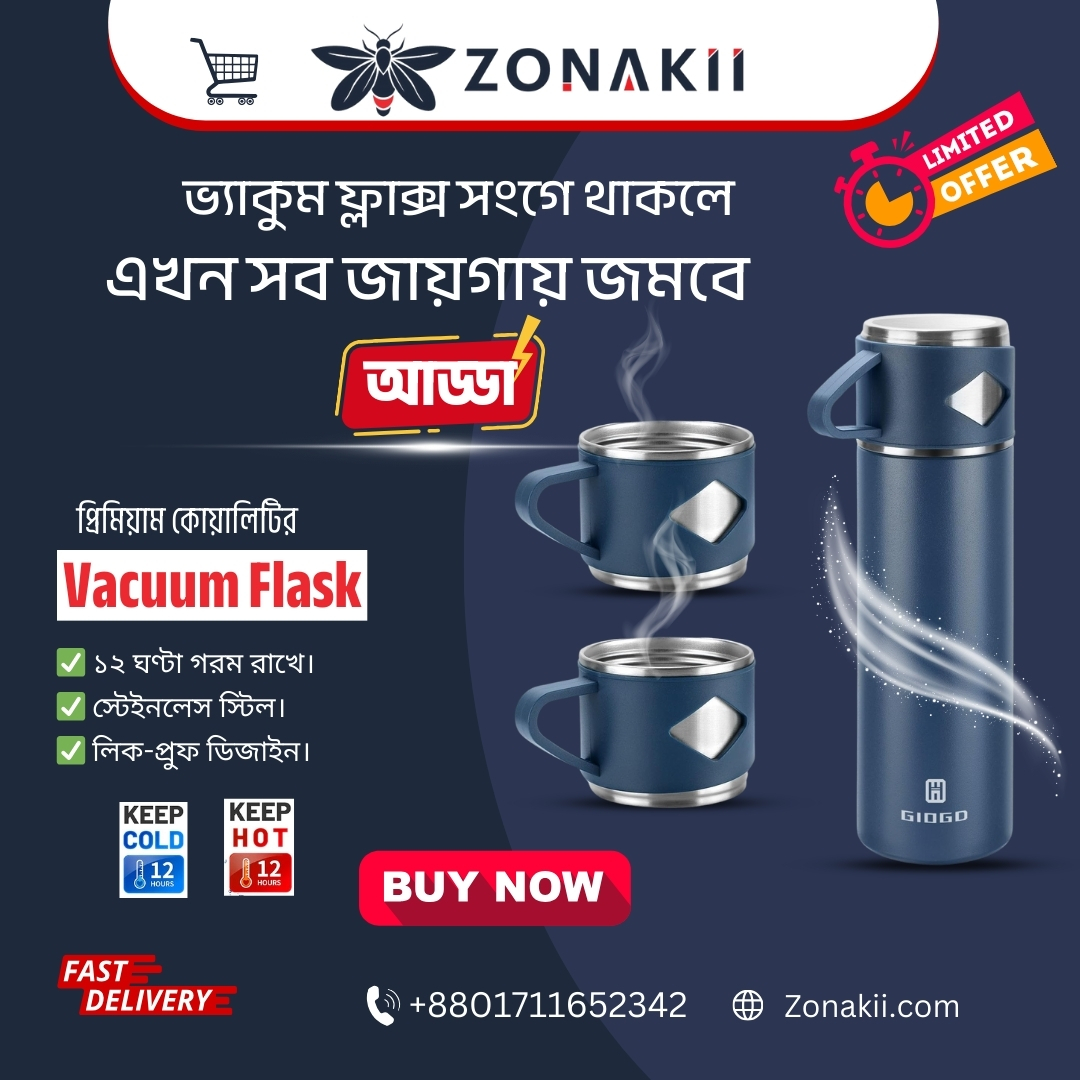 ZONAKII
LIMITED
OFFER
ভ্যাকুম ফ্লাক্স সংগে থাকলে
এখন সব জায়গায় জমবে
আড্ডা
প্রিমিয়াম কোয়ালিটির
Vacuum Flask
১২ ঘণ্টা গরম রাখে।
স্টেইনলেস স্টিল।
লিক-প্রুফ ডিজাইন।
KEEP
COLD
12
HOURS
KEEP
HOT
12
HOURS
GIOGO
BUY NOW
FAST
DELIVERY
+8801711652342
Zonakii.com